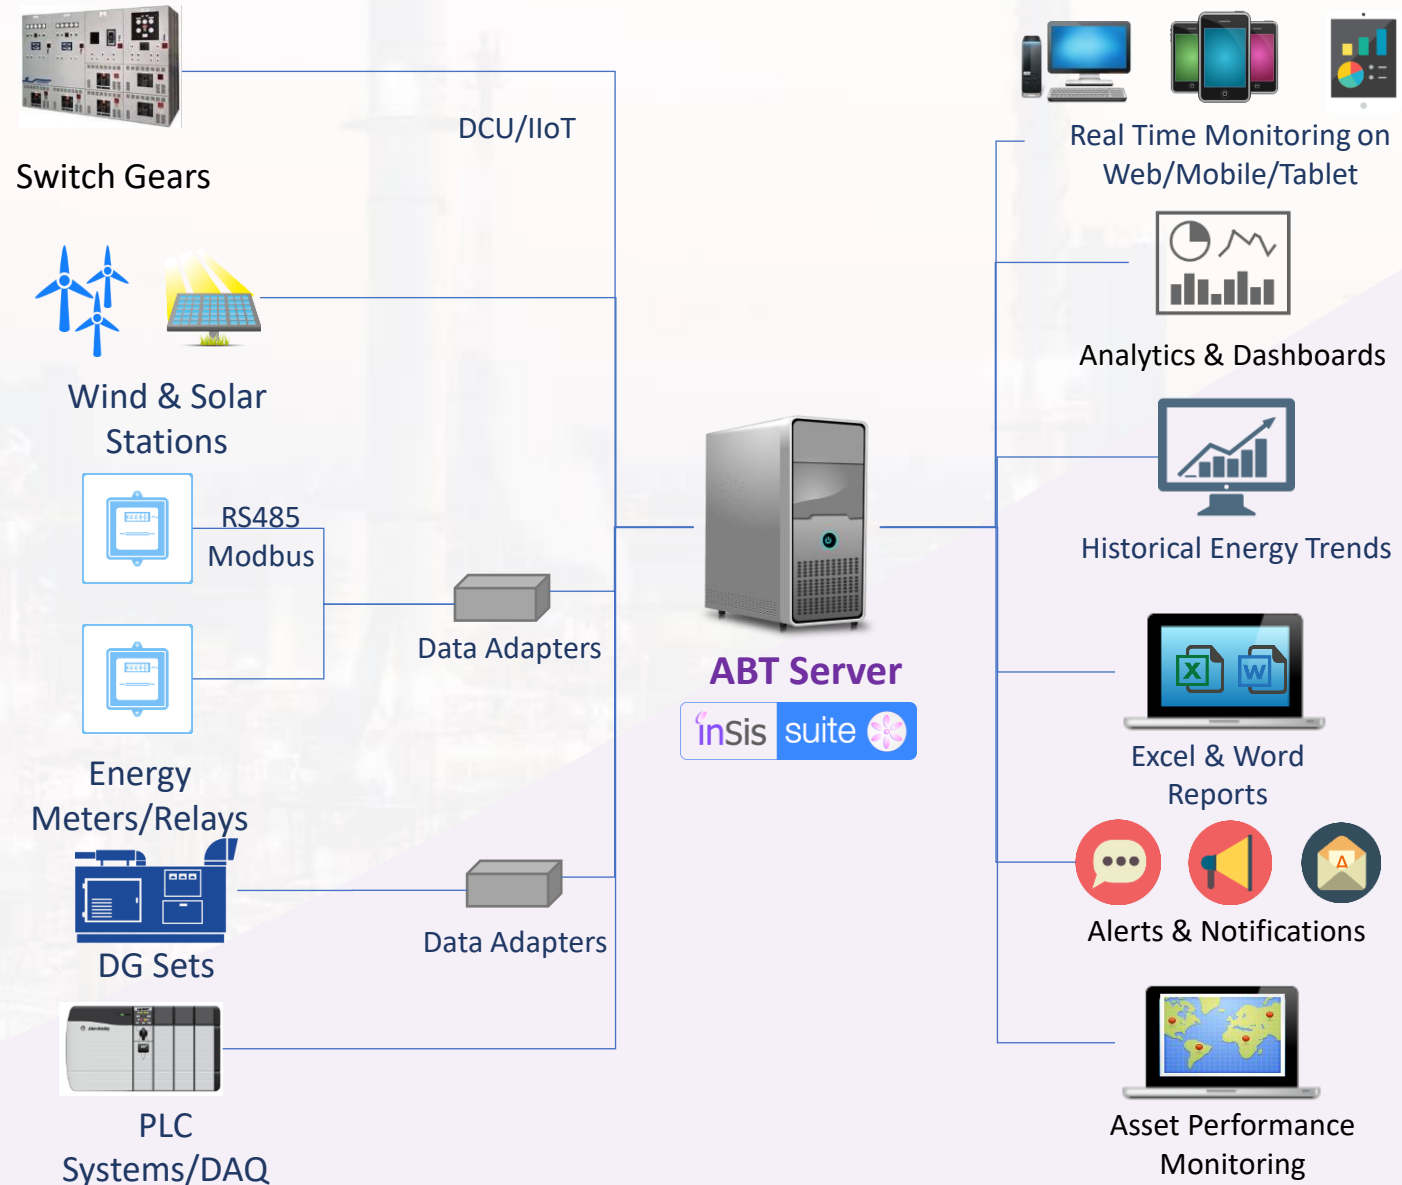 Switch Gears
DCU/IIoT
Wind & Solar
Stations
RS485
Modbus
Data Adapters
Energy
Meters/Relays
DG Sets
Data Adapters
PLC
Systems/DAQ
ABT Server
inSis suite
Real Time Monitoring on
Web/Mobile/Tablet
Analytics & Dashboards
Historical Energy Trends
X W
Excel & Word
Reports
A
Alerts & Notifications
Asset Performance
Monitoring